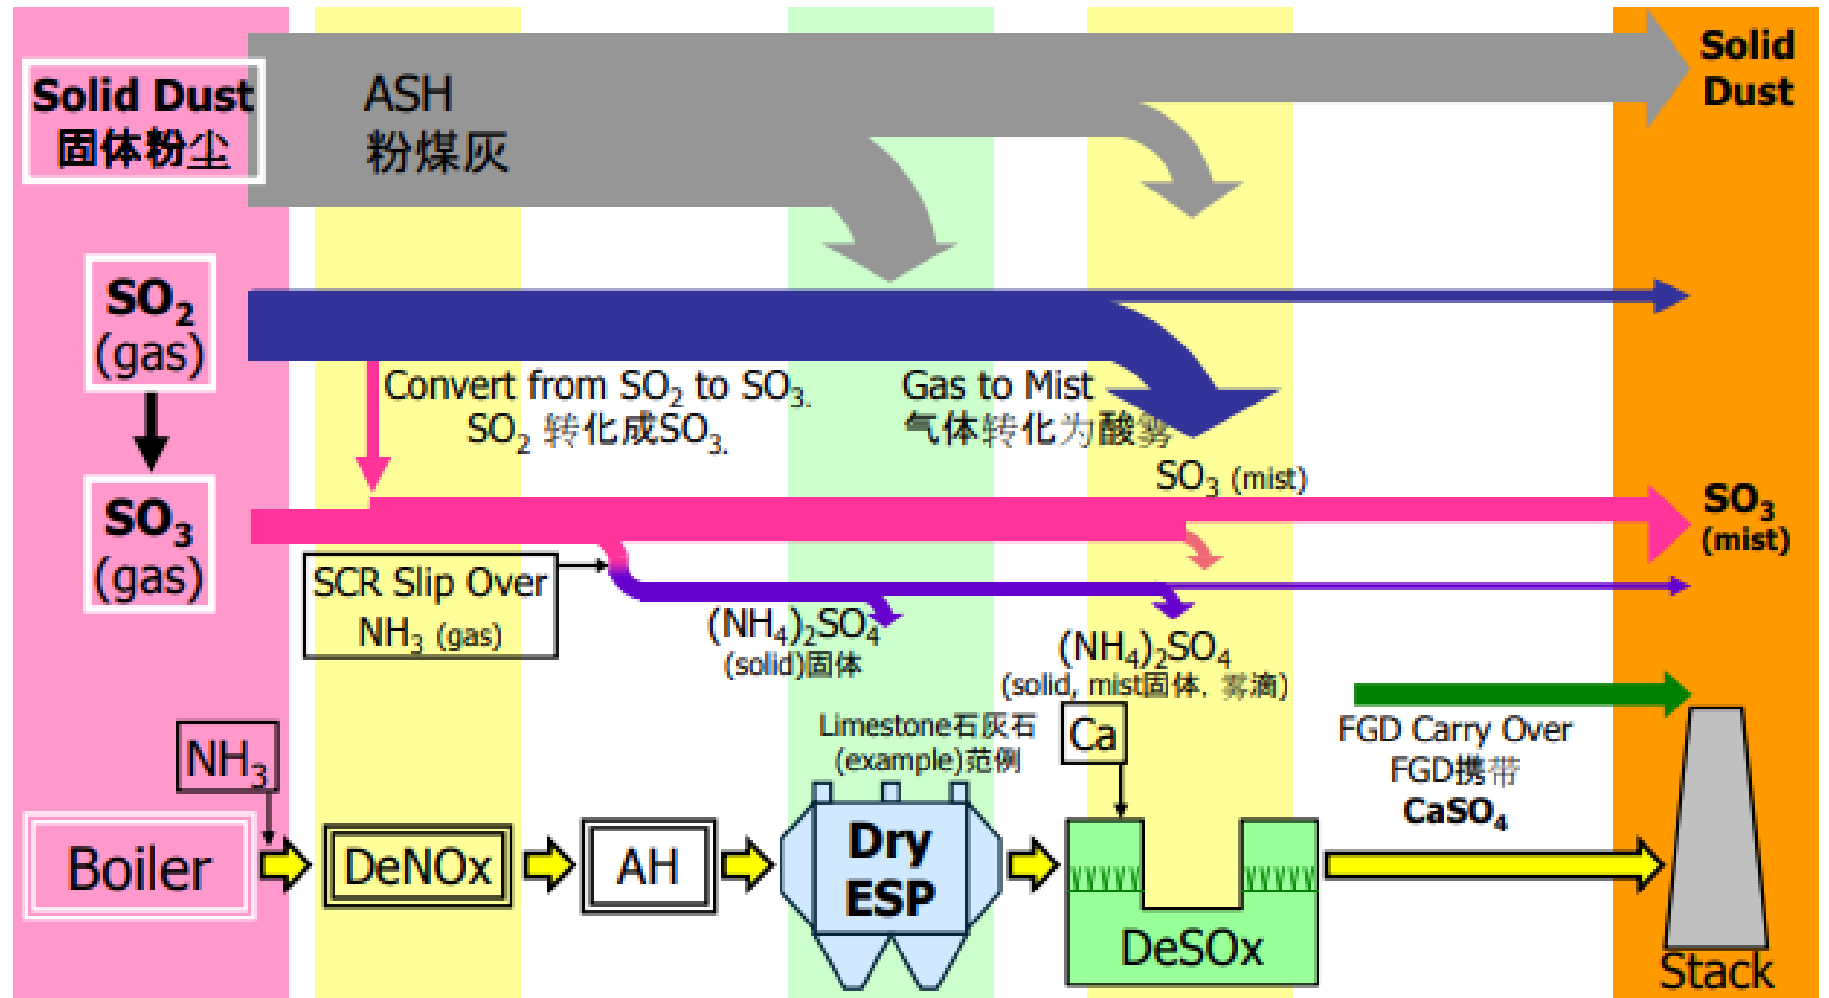 Solid Dust
固体粉尘
ASH
粉煤灰
Solid
Dust
SO₂
(gas)
Convert from SO₂ to SO₃.
SO₂ 转化成SO₃.
Gas to Mist
气体转化为酸雾
SO₃ (mist)
SO₃
(gas)
SO₃
(mist)
SCR Slip Over
NH₃ (gas)
(NH₄)₂SO₄
(solid)固体
(NH₄)₂SO₄
(solid, mist固体, 雾滴)
NH₃
Limestone石灰石
(example)范例
Ca
FGD Carry Over
FGD携带
CaSO₄
Boiler
DeNOx
AH
Dry
ESP
DeSOx
Stack